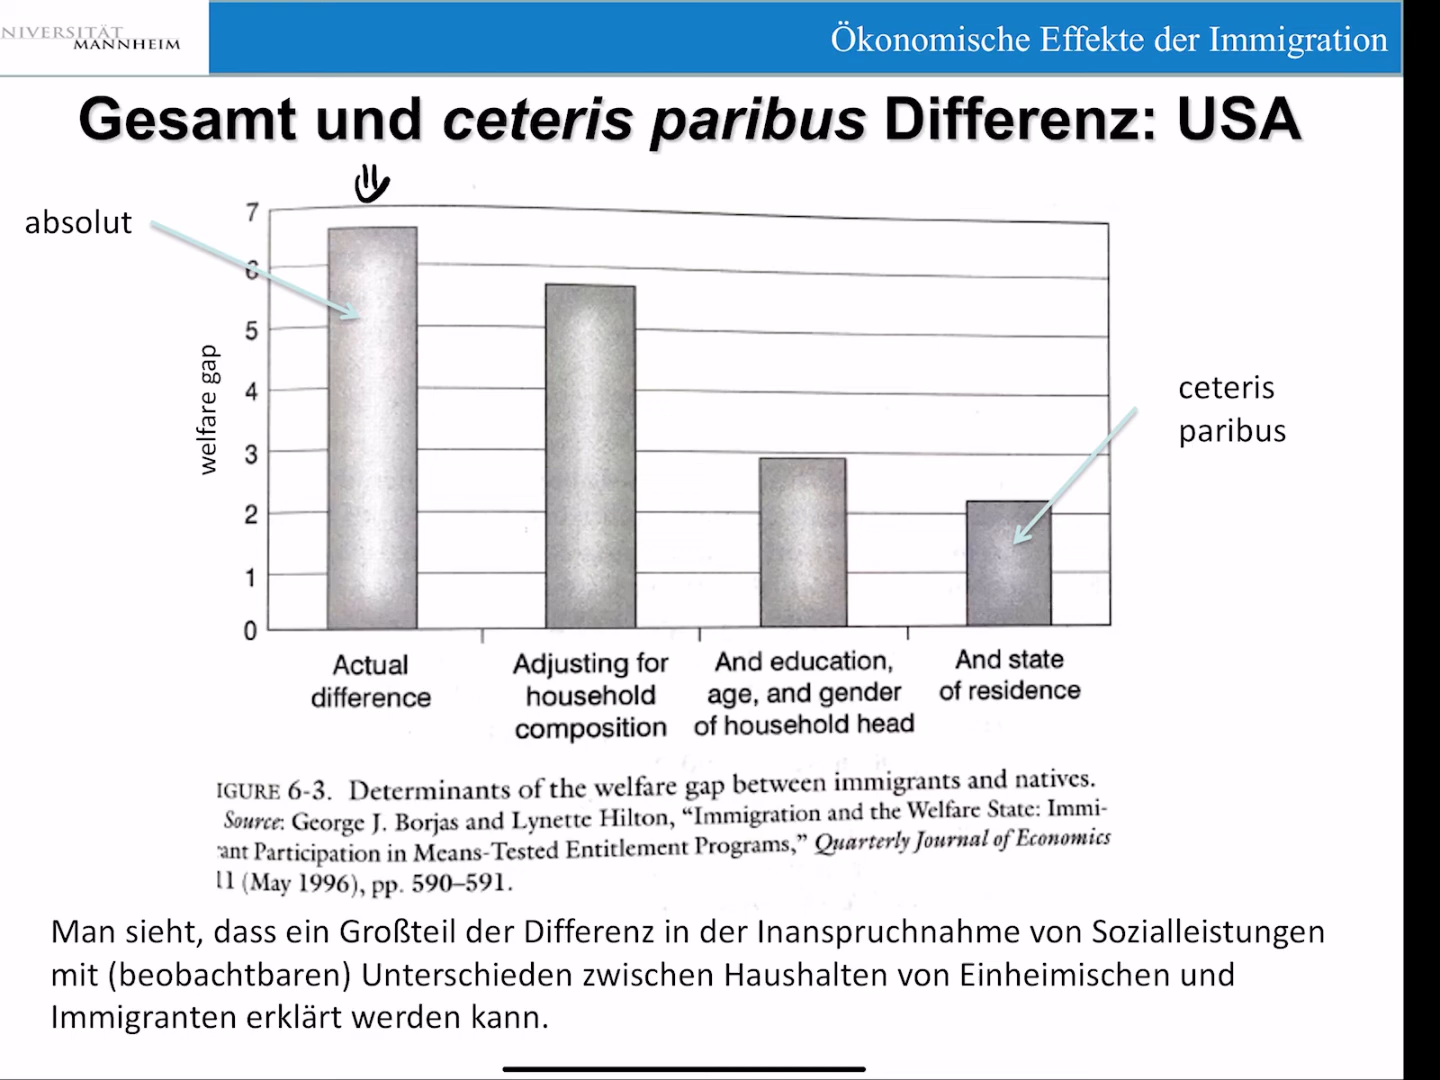 NIVERSITÄT
MANNHEIM
Ökonomische Effekte der Immigration
Gesamt und ceteris paribus Differenz: USA
absolut
7
6
5
4
3
2
1
0
welfare gap
ceteris
paribus
Actual
difference
Adjusting for
household
composition
And education,
age, and gender
of household head
And state
of residence
IGURE 6-3. Determinants of the welfare gap between immigrants and natives.
Source: George J. Borjas and Lynette Hilton, “Immigration and the Welfare State: Immi-
ant Participation in Means-Tested Entitlement Programs,” Quarterly Journal of Economics
11 (May 1996), pp. 590–591.
Man sieht, dass ein Großteil der Differenz in der Inanspruchnahme von Sozialleistungen
mit (beobachtbaren) Unterschieden zwischen Haushalten von Einheimischen und
Immigranten erklärt werden kann.